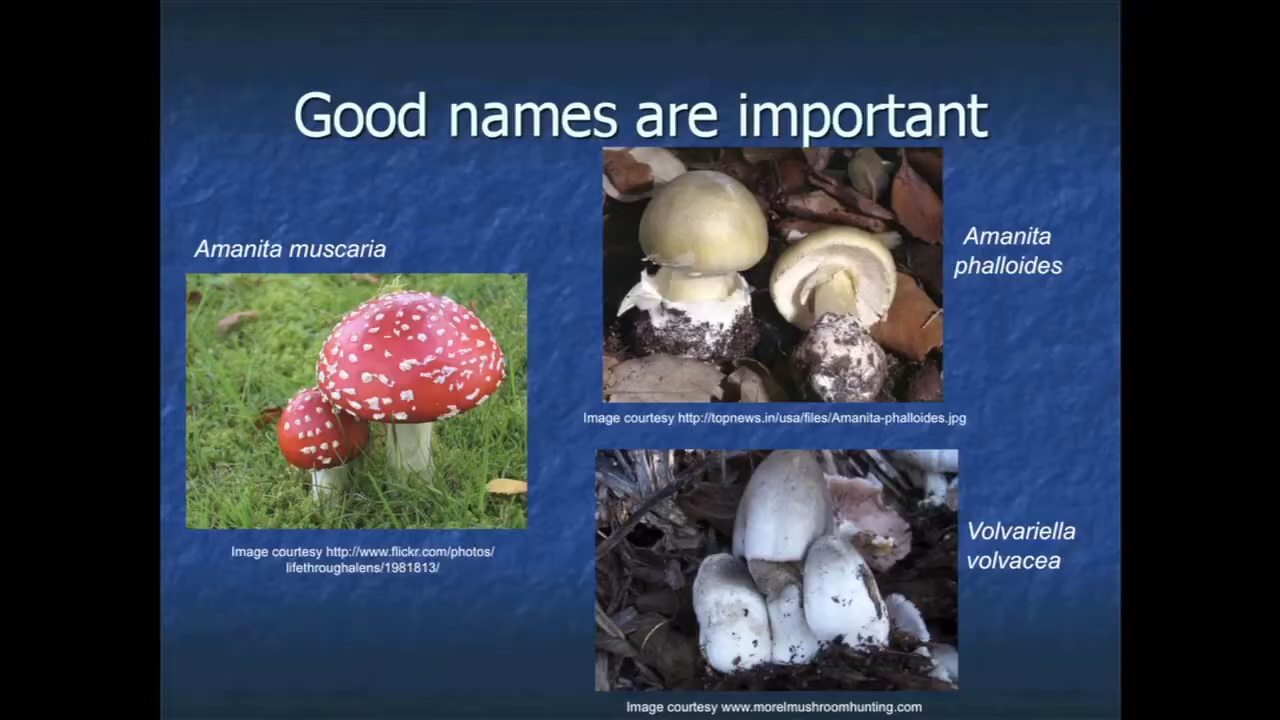 Good names are important
Amanita muscaria
Image courtesy http://www.flickr.com/photos/
lifethroughalens/1981813/
Amanita
phalloides
Image courtesy http://topnews.in/usa/files/Amanita-phalloides.jpg
Volvariella
volvacea
Image courtesy www.morelmushroomhunting.com